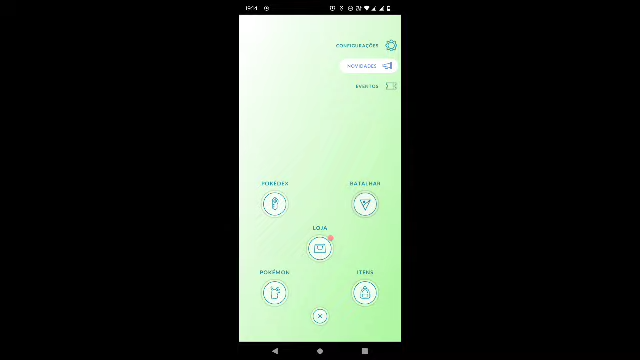 CONFIGURAÇÕES
NOVIDADES
EVENTOS
POKÉDEX
BATALHAR
LOJA
POKÉMON
ITENS